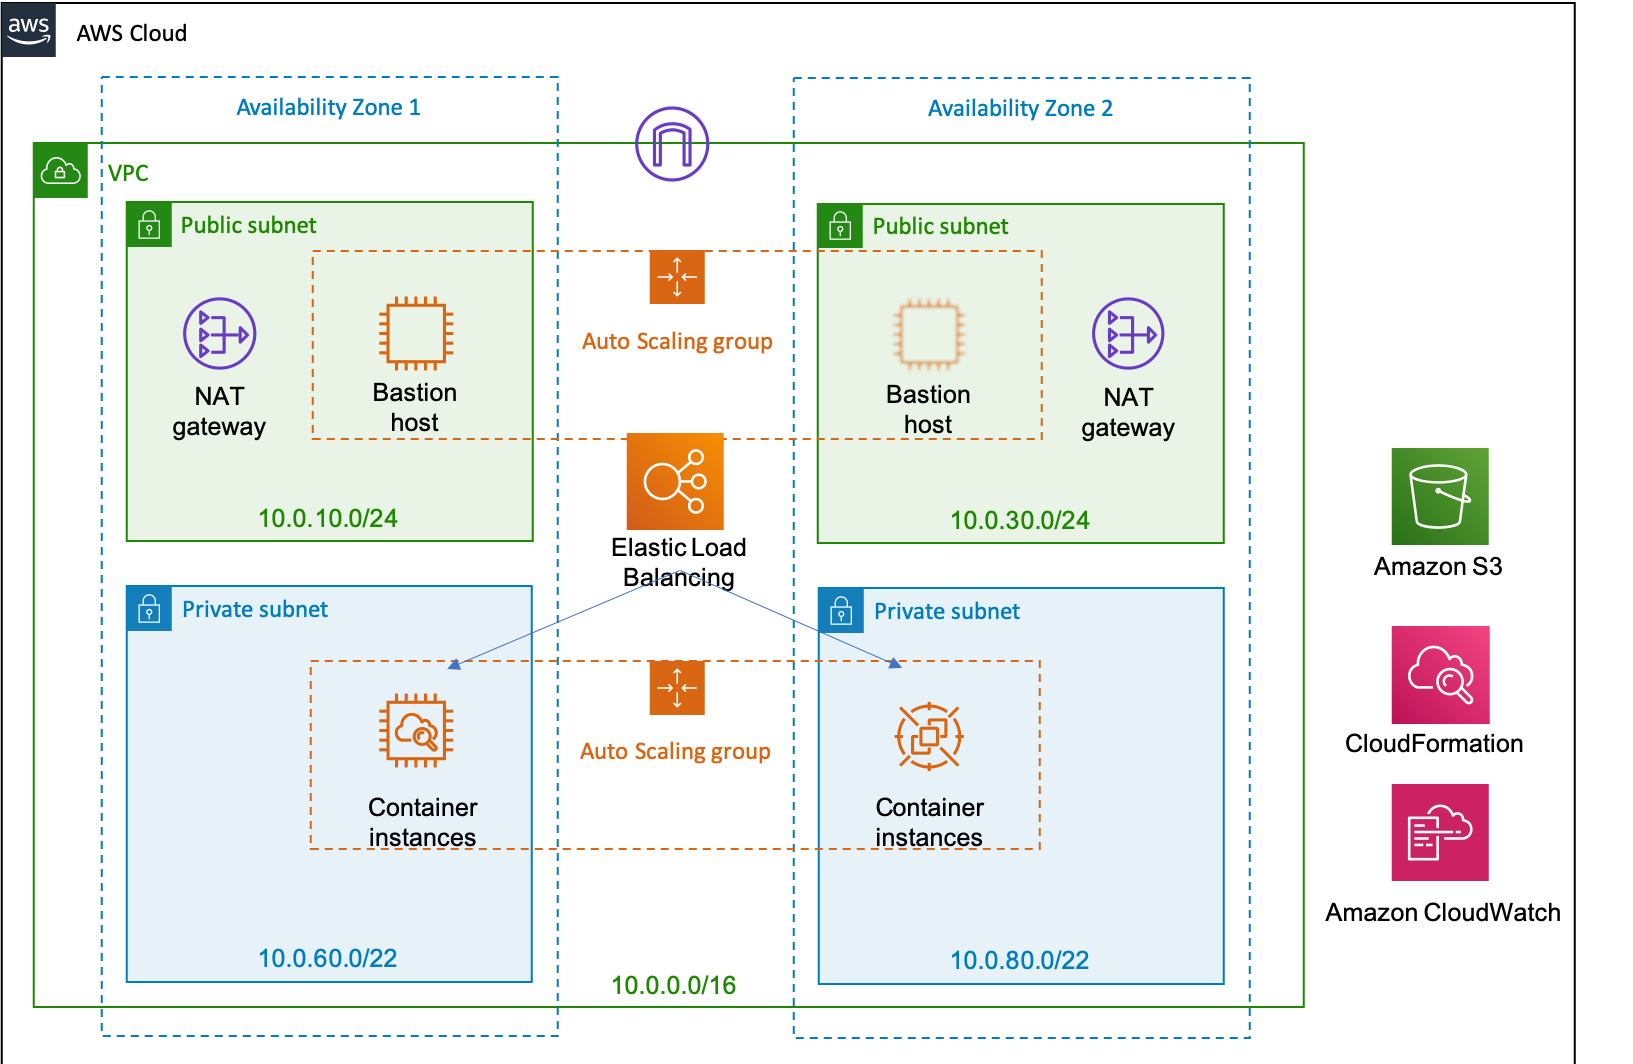 aws
AWS Cloud
Availability Zone 1
Availability Zone 2
VPC
Public subnet
Public subnet
NAT
gateway
Bastion
host
Auto Scaling group
Bastion
host
NAT
gateway
10.0.10.0/24
10.0.30.0/24
Elastic Load
Balancing
Amazon S3
Private subnet
Private subnet
Auto Scaling group
Container
instances
Container
instances
CloudFormation
Amazon CloudWatch
10.0.60.0/22
10.0.80.0/22
10.0.0.0/16